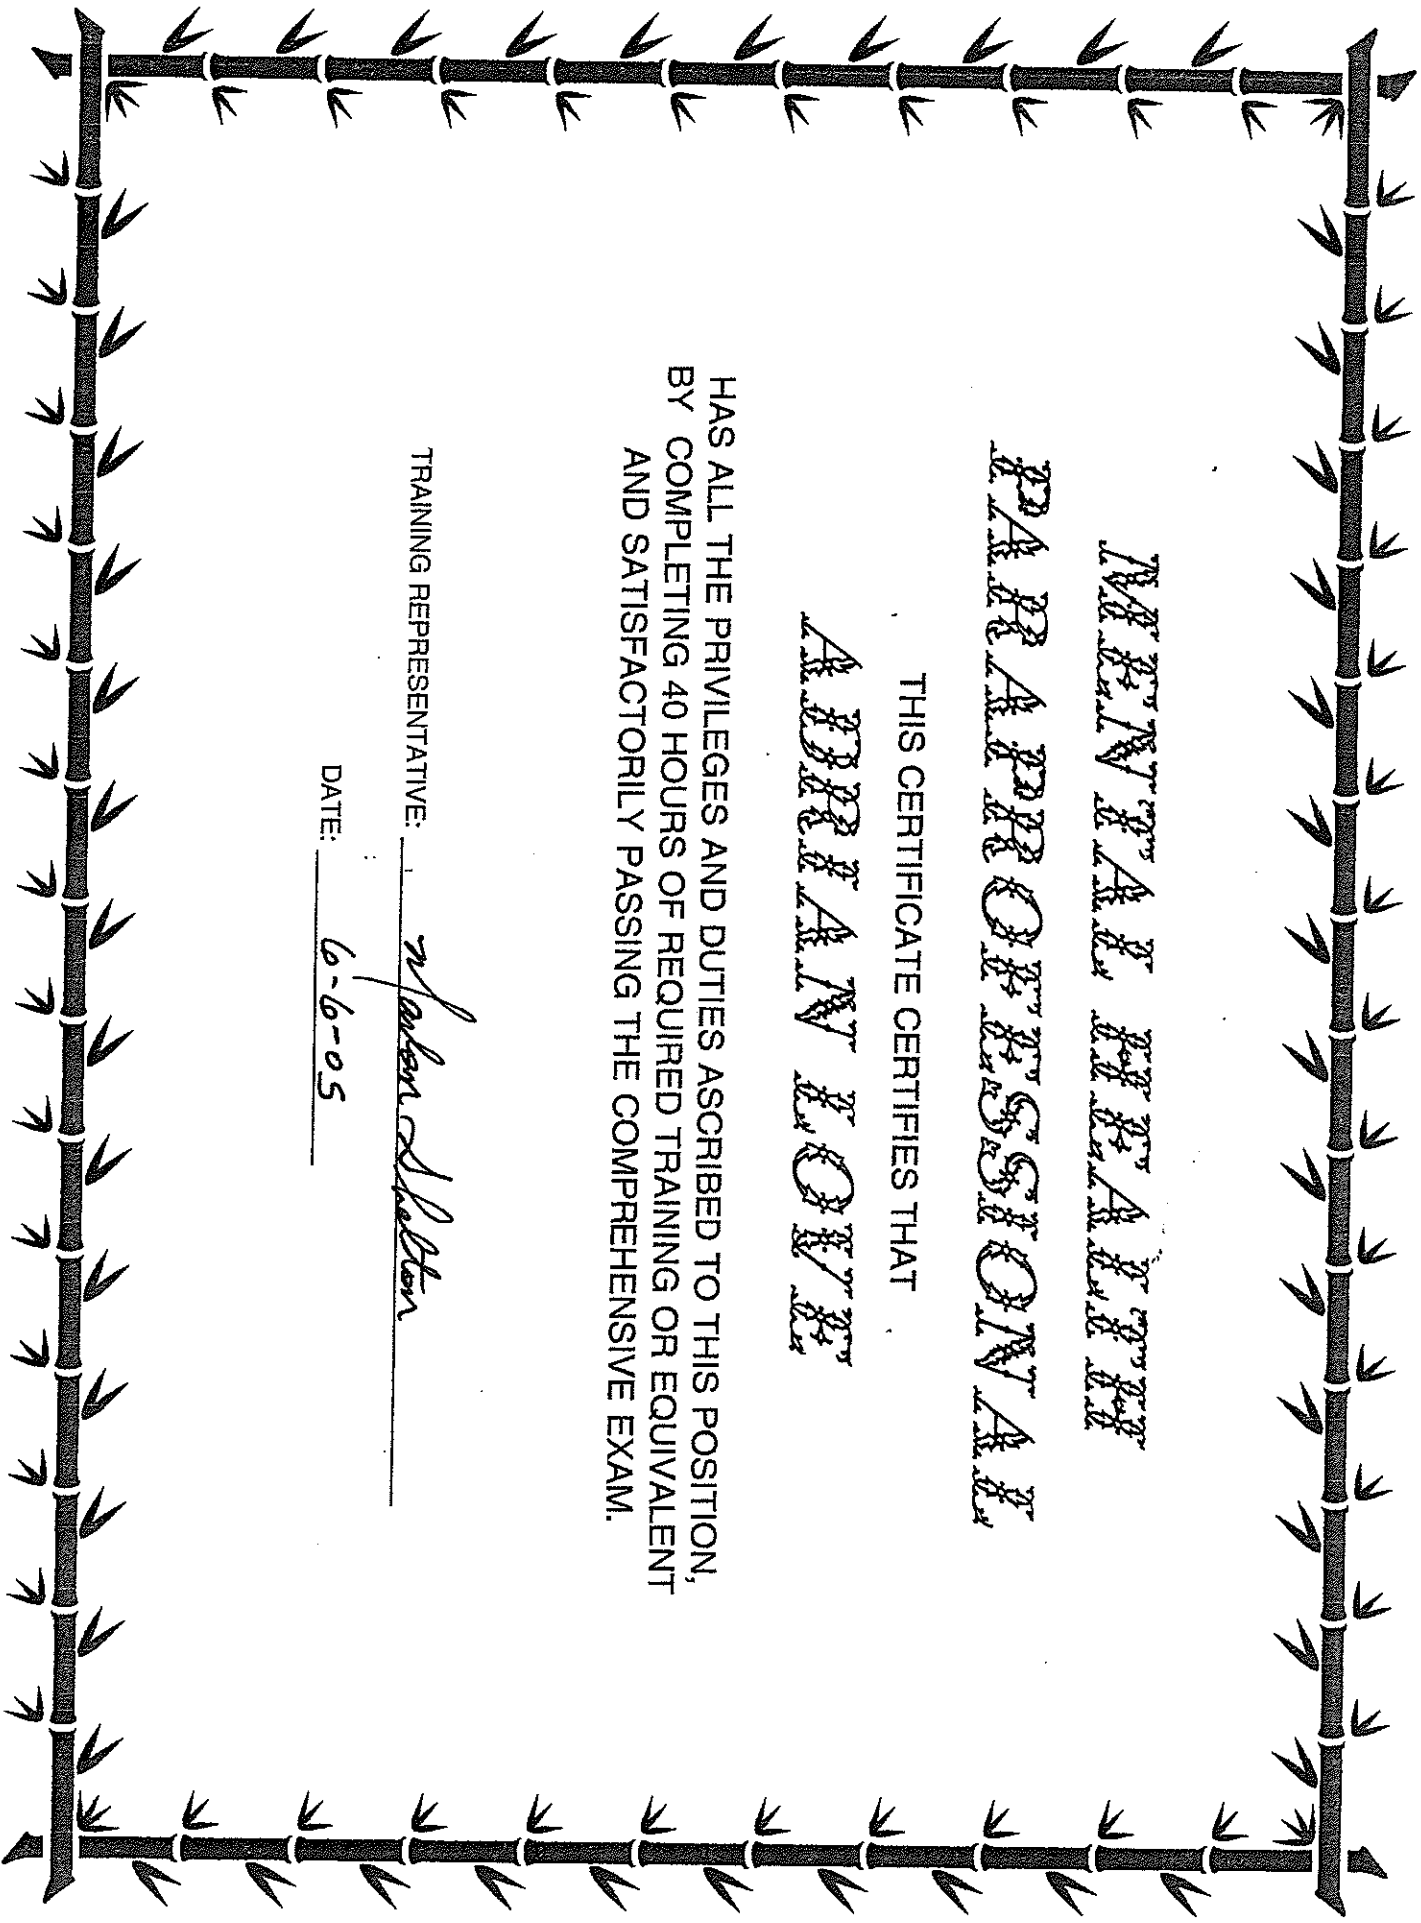 MENTAL HEALTH
PARAPROFESSIONAL
THIS CERTIFICATE CERTIFIES THAT
ADRIAN LOVE
HAS ALL THE PRIVILEGES AND DUTIES ASCRIBED TO THIS POSITION,
BY COMPLETING 40 HOURS OF REQUIRED TRAINING OR EQUIVALENT
AND SATISFACTORILY PASSING THE COMPREHENSIVE EXAM.
TRAINING REPRESENTATIVE: Shelton
DATE: 6-6-05